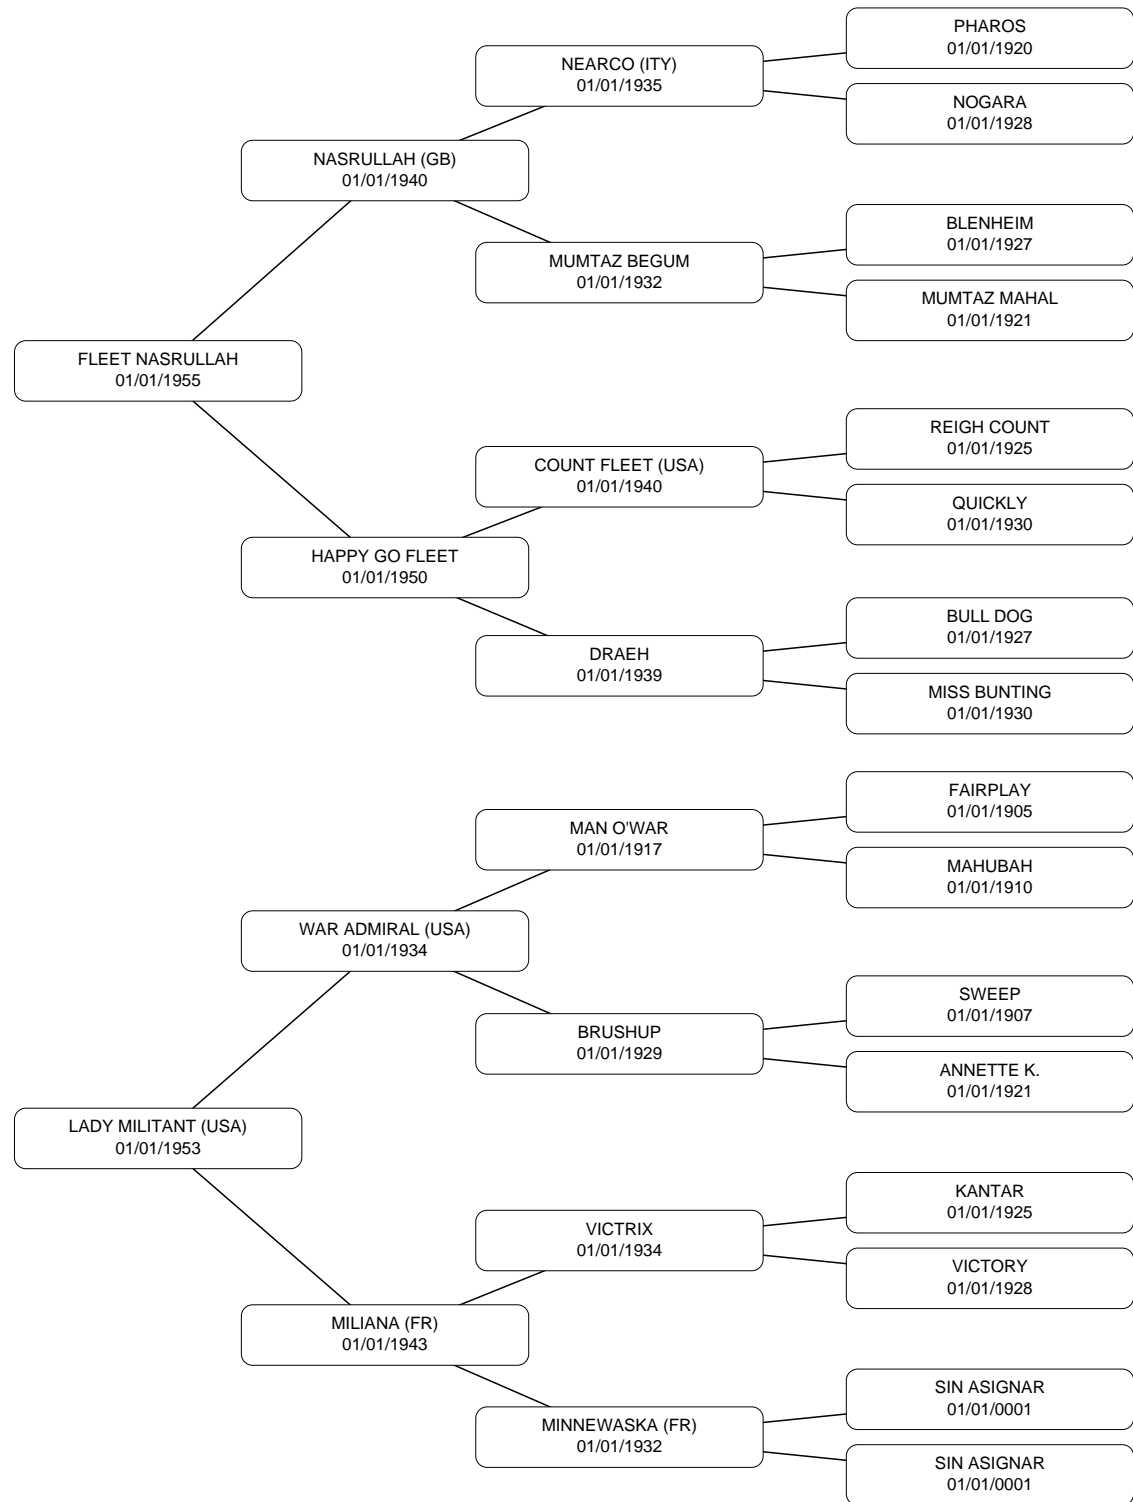 PHAROS
01/01/1920
NEARCO (ITY)
01/01/1935
NOGARA
01/01/1928
NASRULLAH (GB)
01/01/1940
BLENHEIM
01/01/1927
MUMTAZ BEGUM
01/01/1932
MUMTAZ MAHAL
01/01/1921
FLEET NASRULLAH
01/01/1955
REIGH COUNT
01/01/1925
COUNT FLEET (USA)
01/01/1940
QUICKLY
01/01/1930
HAPPY GO FLEET
01/01/1950
BULL DOG
01/01/1927
DRAEH
01/01/1939
MISS BUNTING
01/01/1930
FAIRPLAY
01/01/1905
MAN O'WAR
01/01/1917
MAHUBAH
01/01/1910
WAR ADMIRAL (USA)
01/01/1934
SWEEP
01/01/1907
BRUSHUP
01/01/1929
ANNETTE K.
01/01/1921
LADY MILITANT (USA)
01/01/1953
KANTAR
01/01/1925
VICTRIX
01/01/1934
VICTORY
01/01/1928
MILIANA (FR)
01/01/1943
SIN ASIGNAR
01/01/0001
MINNEWASKA (FR)
01/01/1932
SIN ASIGNAR
01/01/0001